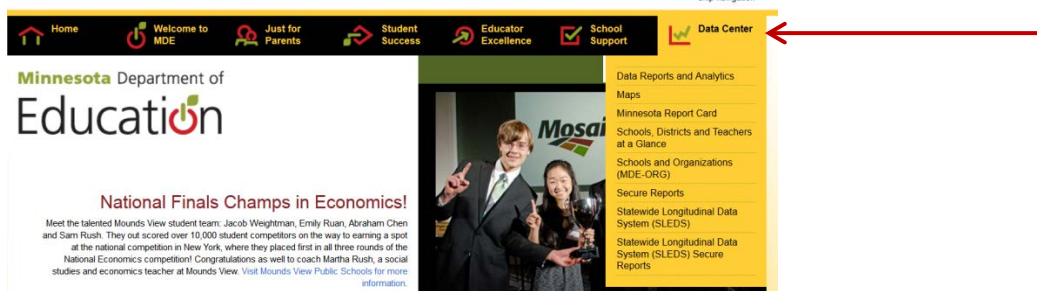 Home
Welcome to
MDE
Just for
Parents
Student
Success
Educator
Excellence
School
Support
Data Center
Minnesota Department of
Education
Mosai
Data Reports and Analytics
Maps
Minnesota Report Card
Schools, Districts and Teachers
at a Glance
Schools and Organizations
(MDE-ORG)
Secure Reports
Statewide Longitudinal Data
System (SLEDS)
Statewide Longitudinal Data
System (SLEDS) Secure
Reports
National Finals Champs in Economics!
Meet the talented Mounds View student team: Jacob Weightman, Emily Ruan, Abraham Chen
and Sam Rush. They out scored over 10,000 student competitors on the way to earning a spot
at the national competition in New York, where they placed first in all three rounds of the
National Economics competition! Congratulations as well to coach Martha Rush, a social
studies and economics teacher at Mounds View. Visit Mounds View Public Schools for more
information.